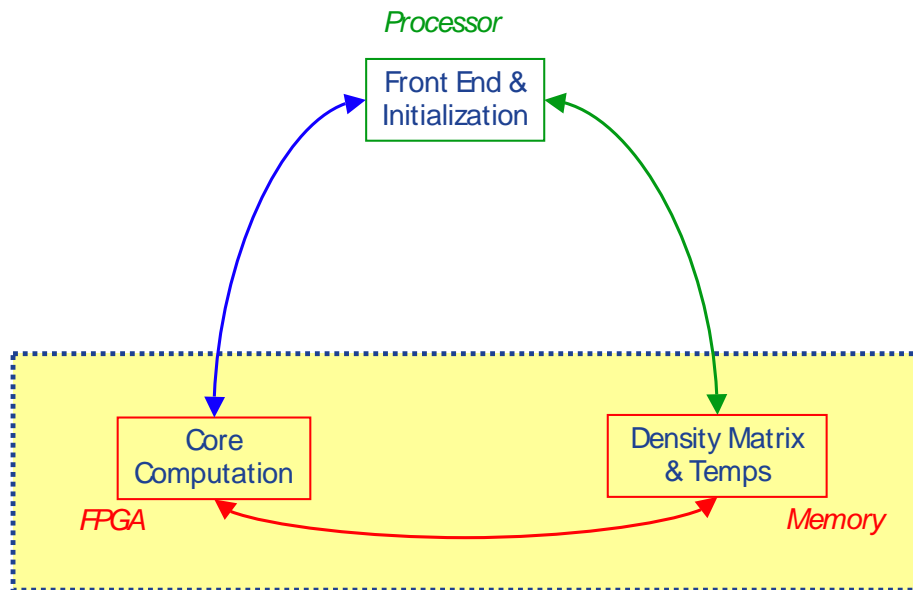 Processor
Front End &
Initialization
Core
Computation
Density Matrix
& Temps
FPGA
Memory